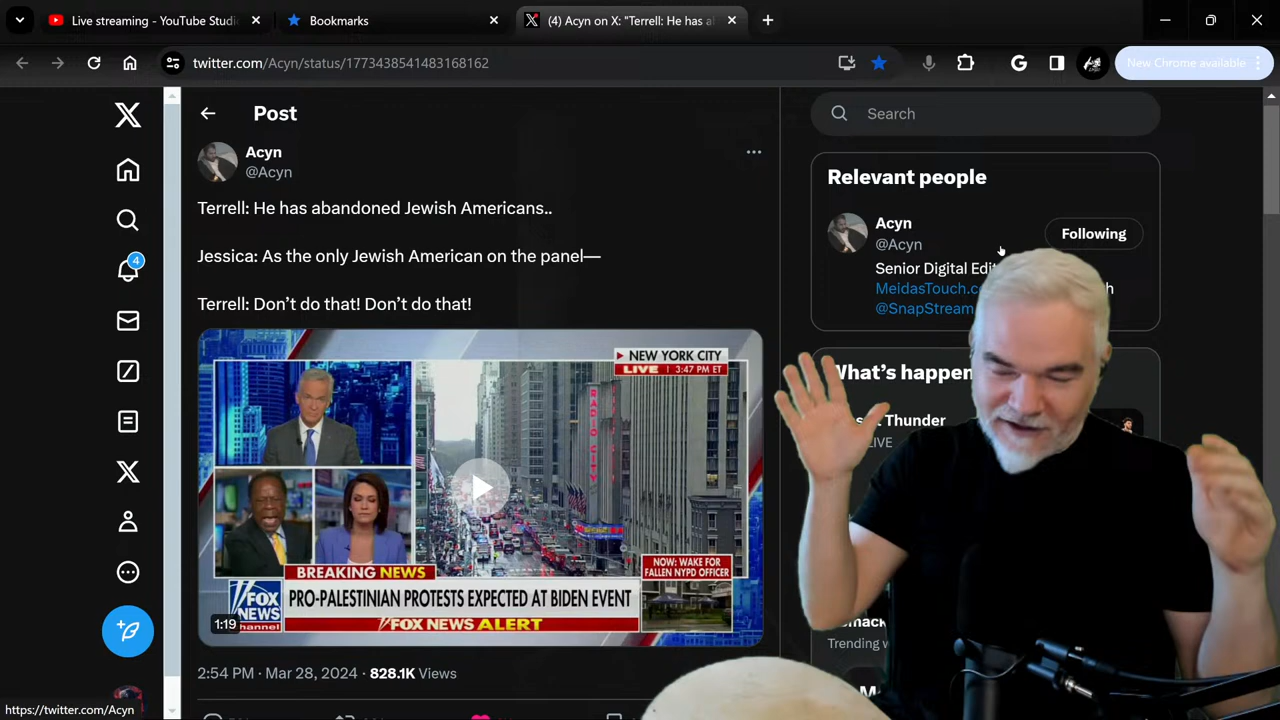 Live streaming - YouTube Studi
Bookmarks
(4) Acyn on X: "Terrell: He has a
twitter.com/Acyn/status/1773438541483168162
New Chrome available
Post
Search
Acyn
@Acyn
Terrell: He has abandoned Jewish Americans..
Jessica: As the only Jewish American on the panel—
Terrell: Don’t do that! Don’t do that!
NEW YORK CITY
LIVE | 3:47 PM ET
RADIO CITY
NOW: WAKE FOR
FALLEN NYPD OFFICER
BREAKING NEWS
FOX
NEWS
channel
PRO-PALESTINIAN PROTESTS EXPECTED AT BIDEN EVENT
FOX NEWS ALERT
1:19
2:54 PM · Mar 28, 2024 · 828.1K Views
4
Relevant people
Acyn
@Acyn
Following
Senior Digital Edit
MeidasTouch.c
@SnapStream
What’s happen
Thunder
LIVE
Trending w
https://twitter.com/Acyn